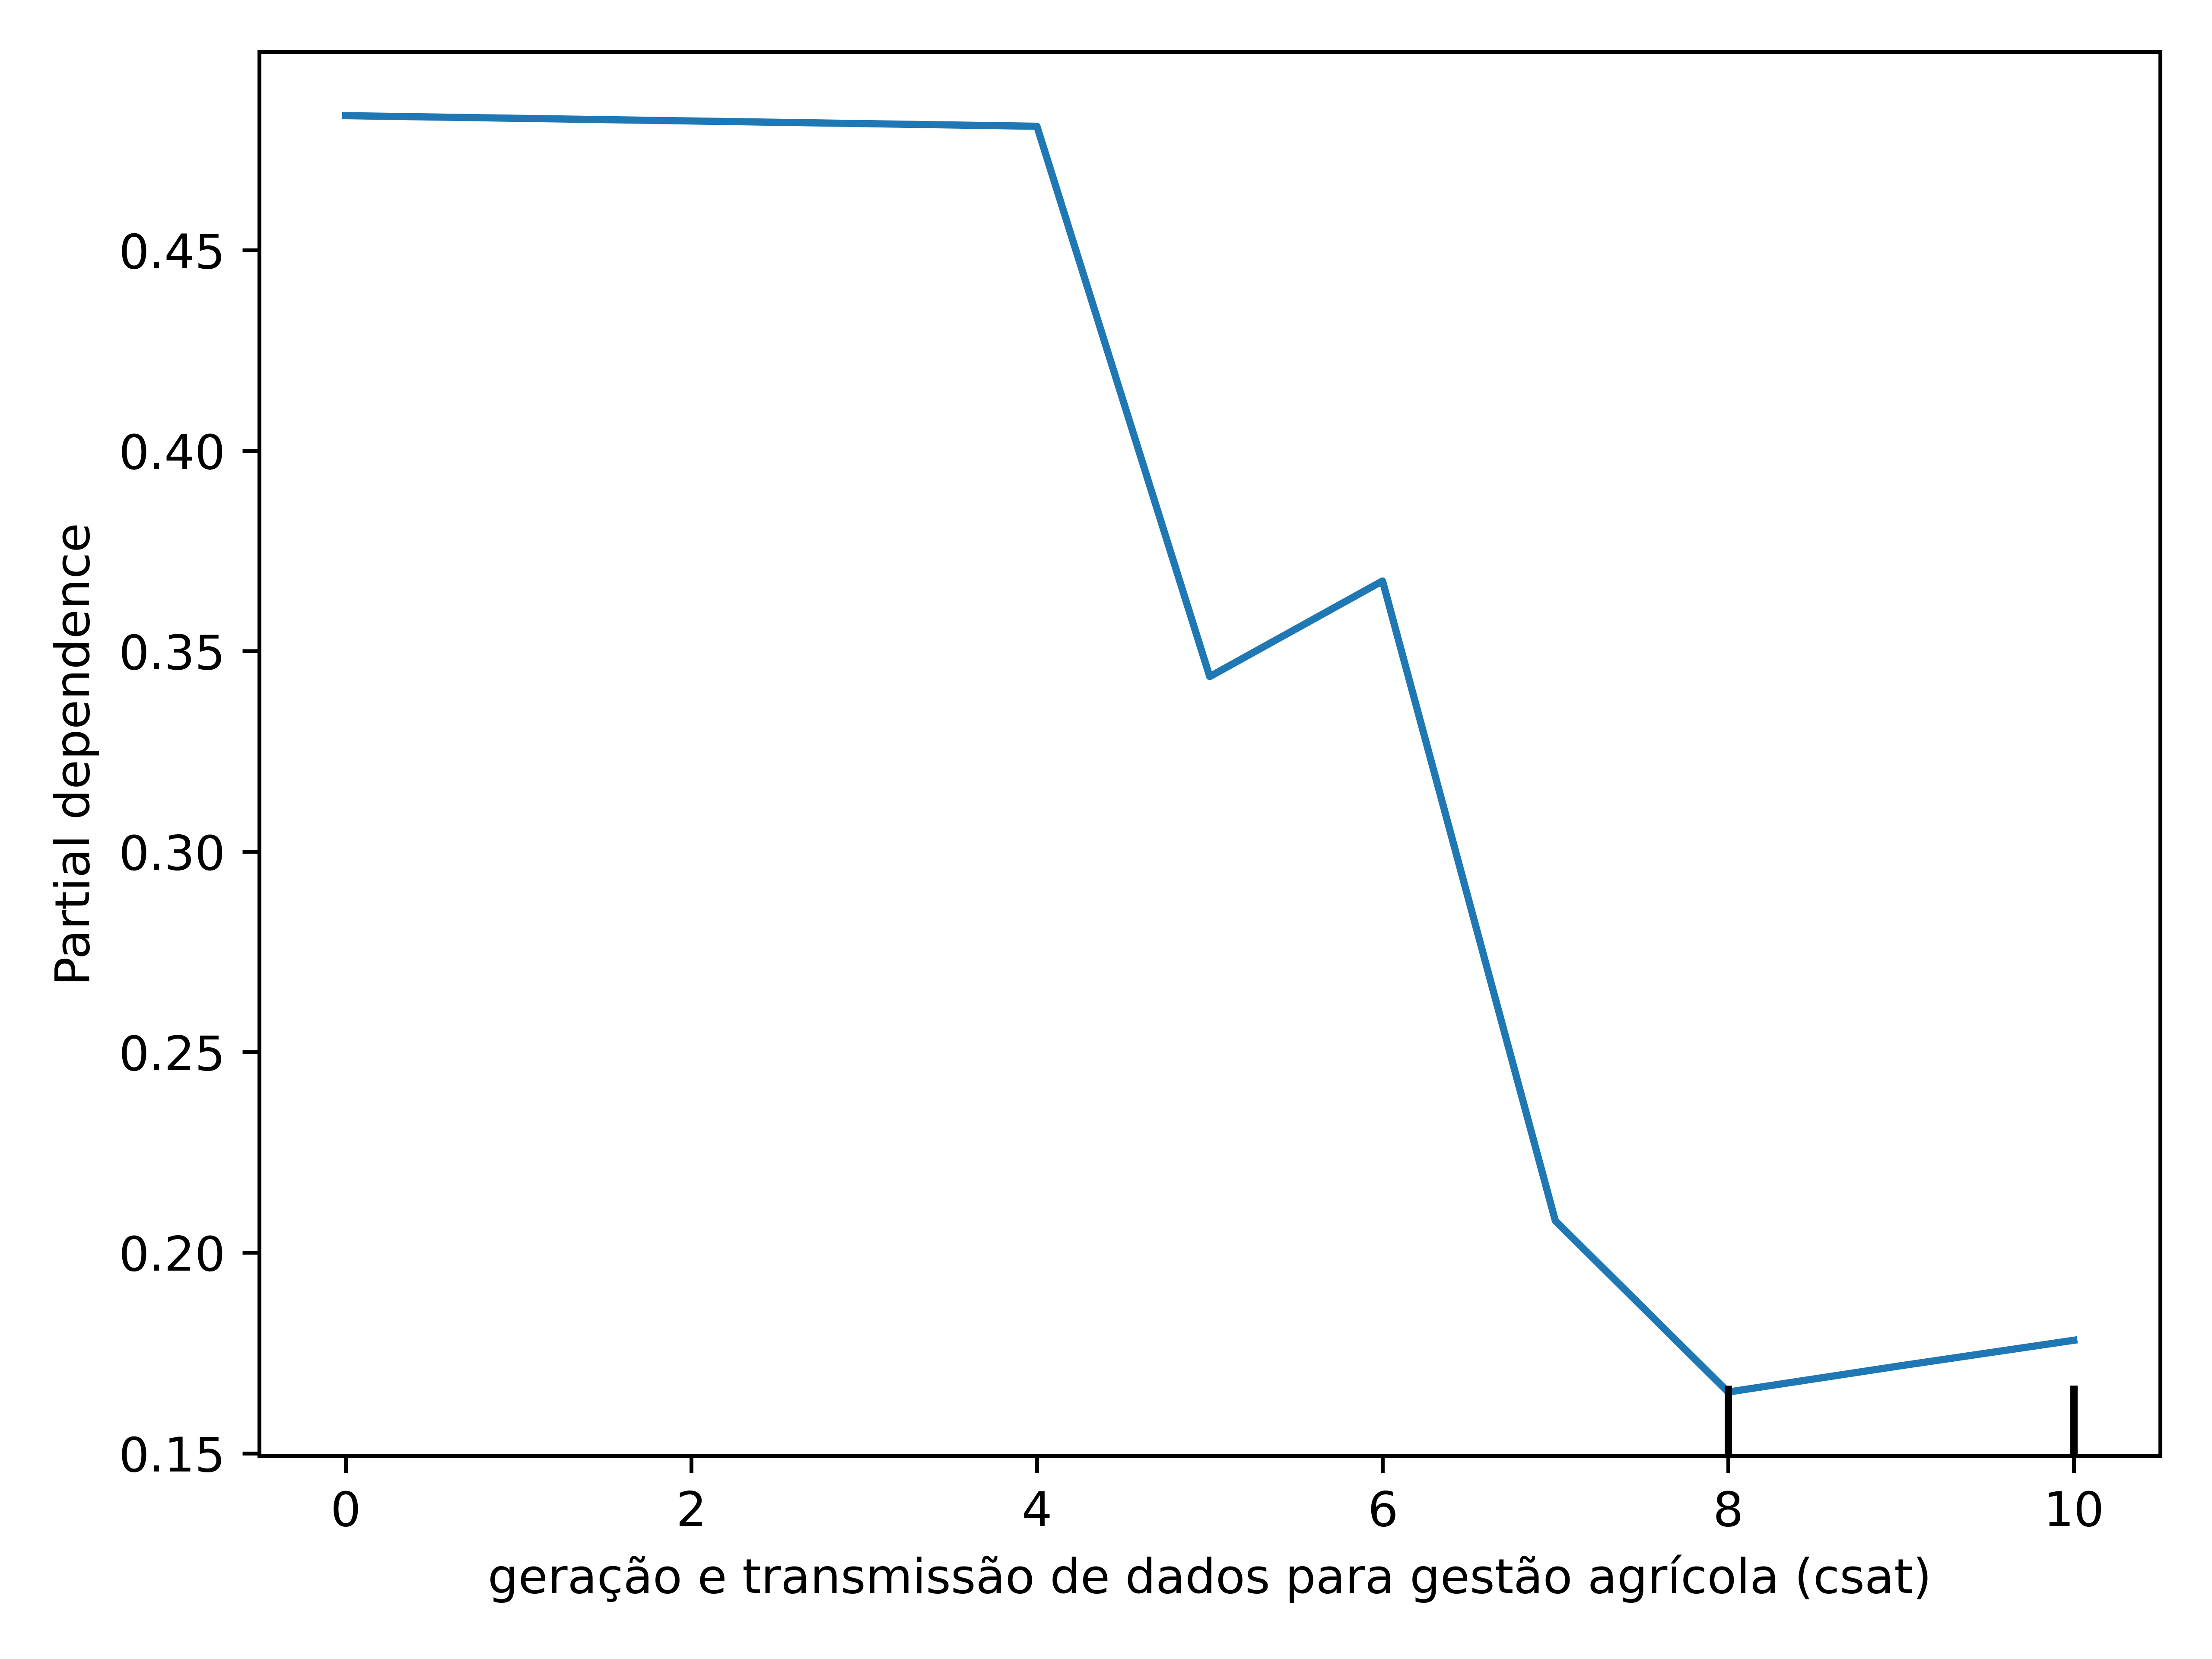 Partial dependence
0.45
0.40
0.35
0.30
0.25
0.20
0.15
0 2 4 6 8 10
geração e transmissão de dados para gestão agrícola (csat)